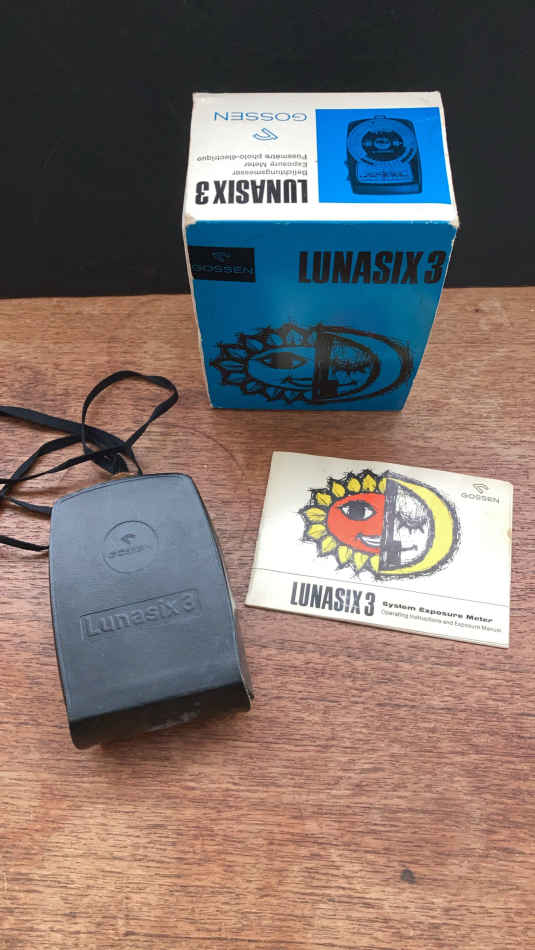 GOSSEN
LUNASIX 3
Belichtungsmesser
Exposure Meter
Posemètre photo-électrique
GOSSEN
LUNASIX 3
GOSSEN
LUNASIX 3
System Exposure Meter
Operating Instructions and Exposure Manual
GOSSEN
Lunasix 3